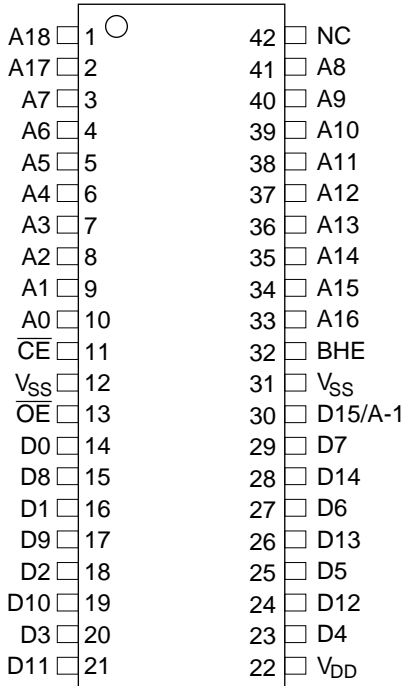 A18 1 42 NC
A17 2 41 A8
A7 3 40 A9
A6 4 39 A10
A5 5 38 A11
A4 6 37 A12
A3 7 36 A13
A2 8 35 A14
A1 9 34 A15
A0 10 33 A16
CE 11 32 BHE
VSS 12 31 VSS
OE 13 30 D15/A-1
D0 14 29 D7
D8 15 28 D14
D1 16 27 D6
D9 17 26 D13
D2 18 25 D5
D10 19 24 D12
D3 20 23 D4
D11 21 22 VDD